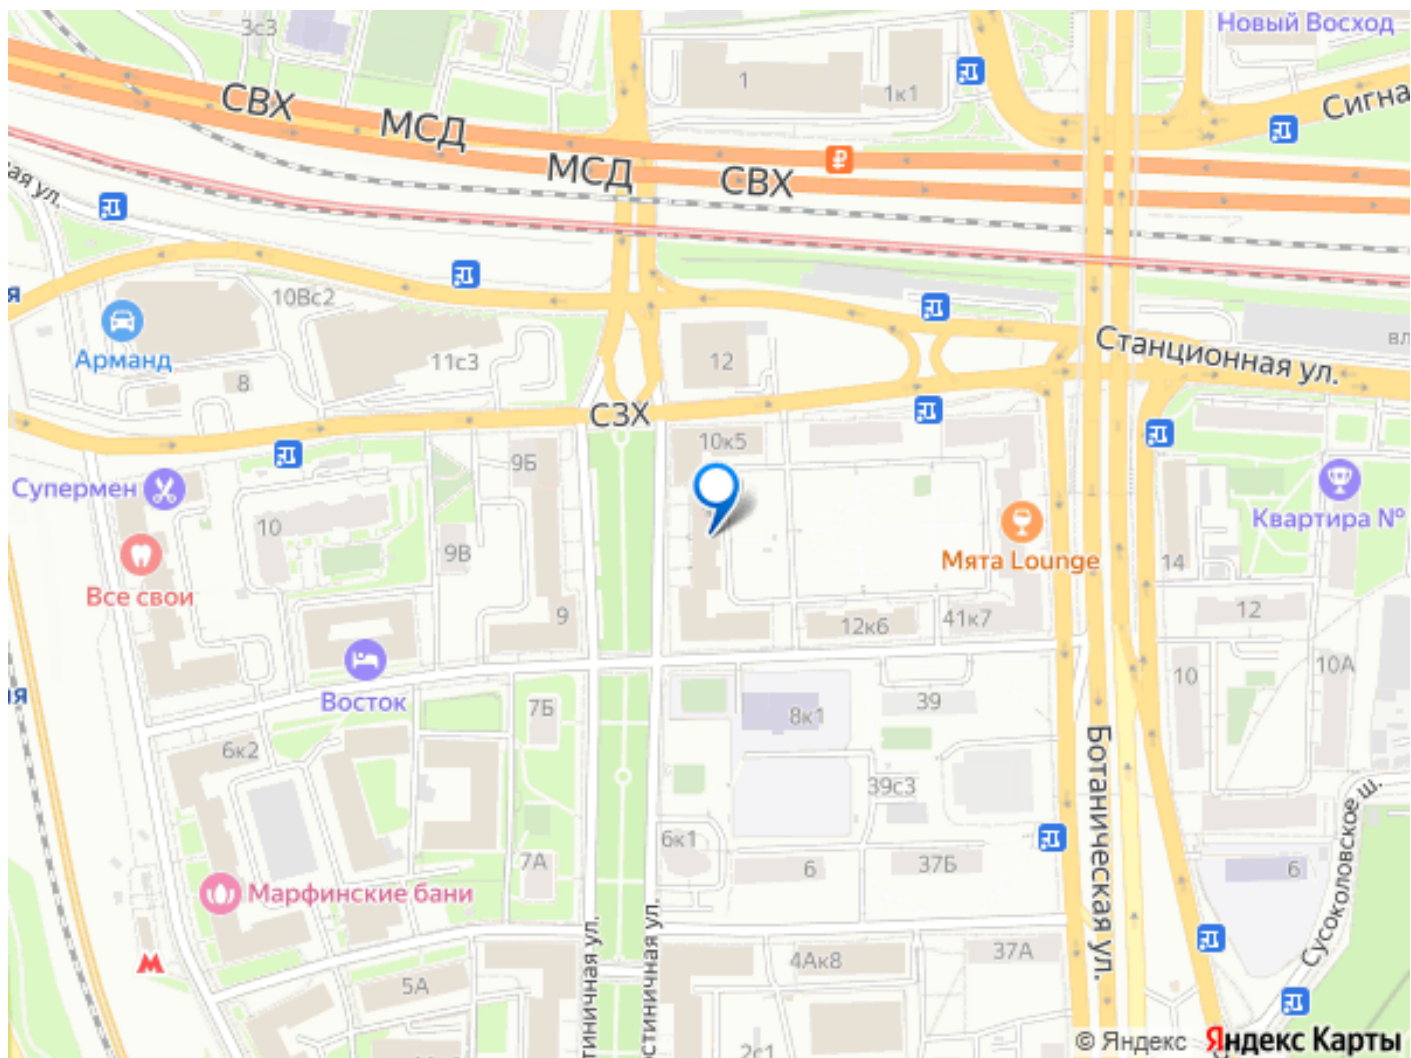 3с3
Новый Восход
1
1к1
СВХ
МСД
Сигна
МСД
СВХ
ая ул.
я
10Вс2
Арманд
11с3
8
12
Станционная ул.
вл
СЗХ
10к5
9Б
Супермен
10
9В
Все свои
9
Мята Lounge
Квартира №
14
12
12к6
41к7
10А
10
Восток
ая
7Б
8к1
39
6к2
Ботаническая ул.
39с3
6к1
7А
6
37Б
6
Сусоколовское ш.
Марфинские бани
тиничная ул.
остиничная ул.
37А
4Ак8
5А
2с1
© Яндекс Яндекс Карты